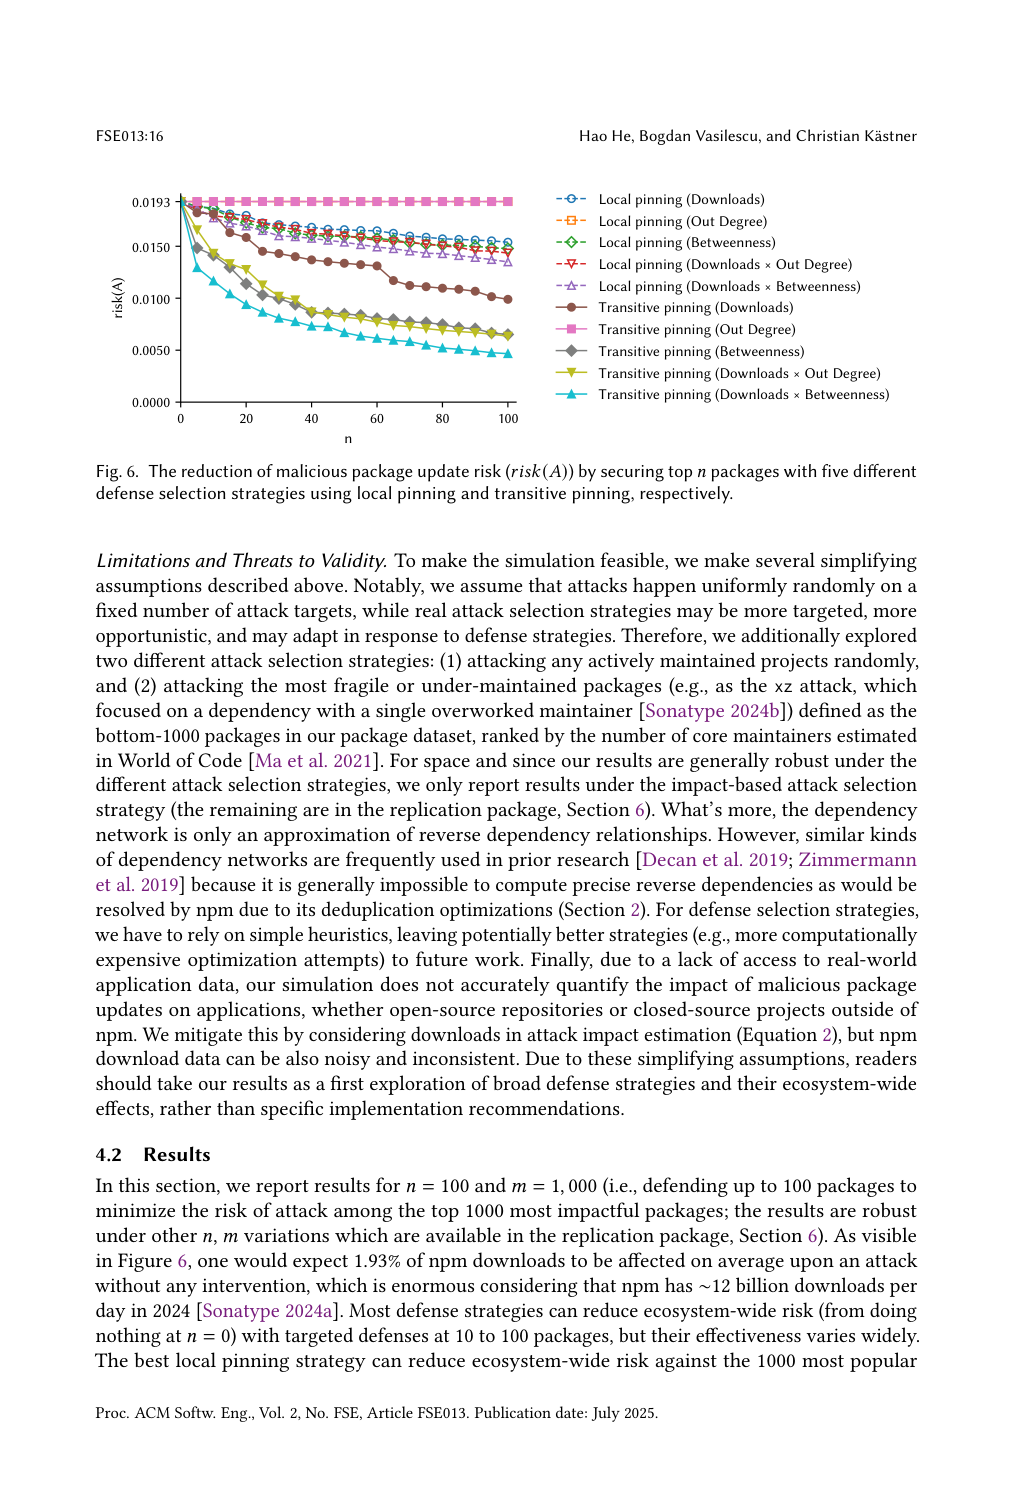 FSE013:16
Hao He, Bogdan Vasilescu, and Christian Kästner
0.0193
0.0150
0.0100
0.0050
0.0000
risk(A)
0
20
40
60
80
100
n
Local pinning (Downloads)
Local pinning (Out Degree)
Local pinning (Betweenness)
Local pinning (Downloads × Out Degree)
Local pinning (Downloads × Betweenness)
Transitive pinning (Downloads)
Transitive pinning (Out Degree)
Transitive pinning (Betweenness)
Transitive pinning (Downloads × Out Degree)
Transitive pinning (Downloads × Betweenness)
Fig. 6. The reduction of malicious package update risk (risk(A)) by securing top n packages with five different
defense selection strategies using local pinning and transitive pinning, respectively.
Limitations and Threats to Validity. To make the simulation feasible, we make several simplifying
assumptions described above. Notably, we assume that attacks happen uniformly randomly on a
fixed number of attack targets, while real attack selection strategies may be more targeted, more
opportunistic, and may adapt in response to defense strategies. Therefore, we additionally explored
two different attack selection strategies: (1) attacking any actively maintained projects randomly,
and (2) attacking the most fragile or under-maintained packages (e.g., as the xz attack, which
focused on a dependency with a single overworked maintainer [Sonatype 2024b]) defined as the
bottom-1000 packages in our package dataset, ranked by the number of core maintainers estimated
in World of Code [Ma et al. 2021]. For space and since our results are generally robust under the
different attack selection strategies, we only report results under the impact-based attack selection
strategy (the remaining are in the replication package, Section 6). What's more, the dependency
network is only an approximation of reverse dependency relationships. However, similar kinds
of dependency networks are frequently used in prior research [Decan et al. 2019; Zimmermann
et al. 2019] because it is generally impossible to compute precise reverse dependencies as would be
resolved by npm due to its deduplication optimizations (Section 2). For defense selection strategies,
we have to rely on simple heuristics, leaving potentially better strategies (e.g., more computationally
expensive optimization attempts) to future work. Finally, due to a lack of access to real-world
application data, our simulation does not accurately quantify the impact of malicious package
updates on applications, whether open-source repositories or closed-source projects outside of
npm. We mitigate this by considering downloads in attack impact estimation (Equation 2), but npm
download data can be also noisy and inconsistent. Due to these simplifying assumptions, readers
should take our results as a first exploration of broad defense strategies and their ecosystem-wide
effects, rather than specific implementation recommendations.
4.2 Results
In this section, we report results for n = 100 and m = 1, 000 (i.e., defending up to 100 packages to
minimize the risk of attack among the top 1000 most impactful packages; the results are robust
under other n, m variations which are available in the replication package, Section 6). As visible
in Figure 6, one would expect 1.93% of npm downloads to be affected on average upon an attack
without any intervention, which is enormous considering that npm has ~12 billion downloads per
day in 2024 [Sonatype 2024a]. Most defense strategies can reduce ecosystem-wide risk (from doing
nothing at n = 0) with targeted defenses at 10 to 100 packages, but their effectiveness varies widely.
The best local pinning strategy can reduce ecosystem-wide risk against the 1000 most popular
Proc. ACM Softw. Eng., Vol. 2, No. FSE, Article FSE013. Publication date: July 2025.